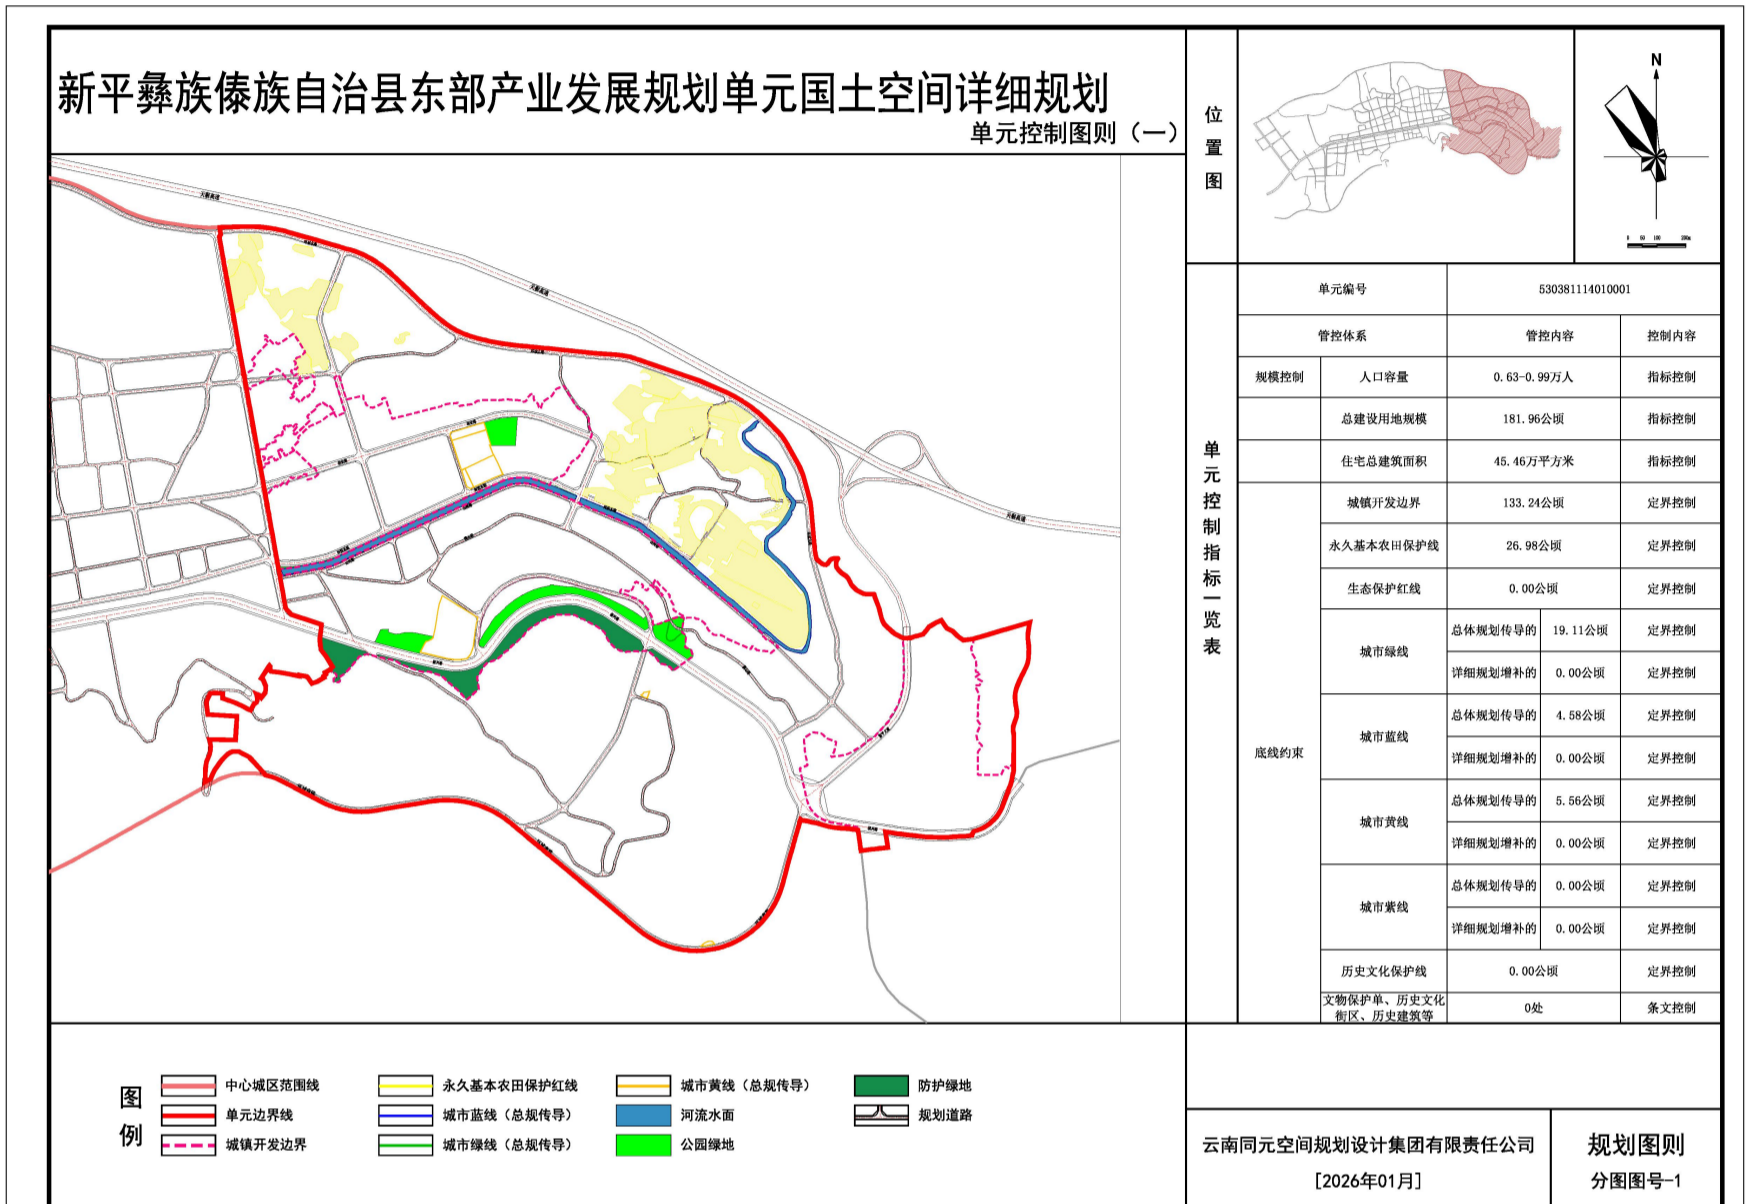 新平彝族傣族自治县东部产业发展规划单元国土空间详细规划
单元控制图则（一）
位置图
N
0 50 100 200m
天新高速
天新高速
天新高速
单元控制指标一览表
单元编号 530381114010001
管控体系 管控内容 控制内容
规模控制 人口容量 0.63-0.99万人 指标控制
总建设用地规模 181.96公顷 指标控制
住宅总建筑面积 45.46万平方米 指标控制
底线约束
城镇开发边界 133.24公顷 定界控制
永久基本农田保护线 26.98公顷 定界控制
生态保护红线 0.00公顷 定界控制
城市绿线 总体规划传导的 19.11公顷 定界控制
详细规划增补的 0.00公顷 定界控制
城市蓝线 总体规划传导的 4.58公顷 定界控制
详细规划增补的 0.00公顷 定界控制
城市黄线 总体规划传导的 5.56公顷 定界控制
详细规划增补的 0.00公顷 定界控制
城市紫线 总体规划传导的 0.00公顷 定界控制
详细规划增补的 0.00公顷 定界控制
历史文化保护线 0.00公顷 定界控制
文物保护单、历史文化
街区、历史建筑等 0处 条文控制
图例
中心城区范围线
单元边界线
城镇开发边界
永久基本农田保护红线
城市蓝线（总规传导）
城市绿线（总规传导）
城市黄线（总规传导）
河流水面
公园绿地
防护绿地
规划道路
云南同元空间规划设计集团有限责任公司
[2026年01月]
规划图则
分图图号-1